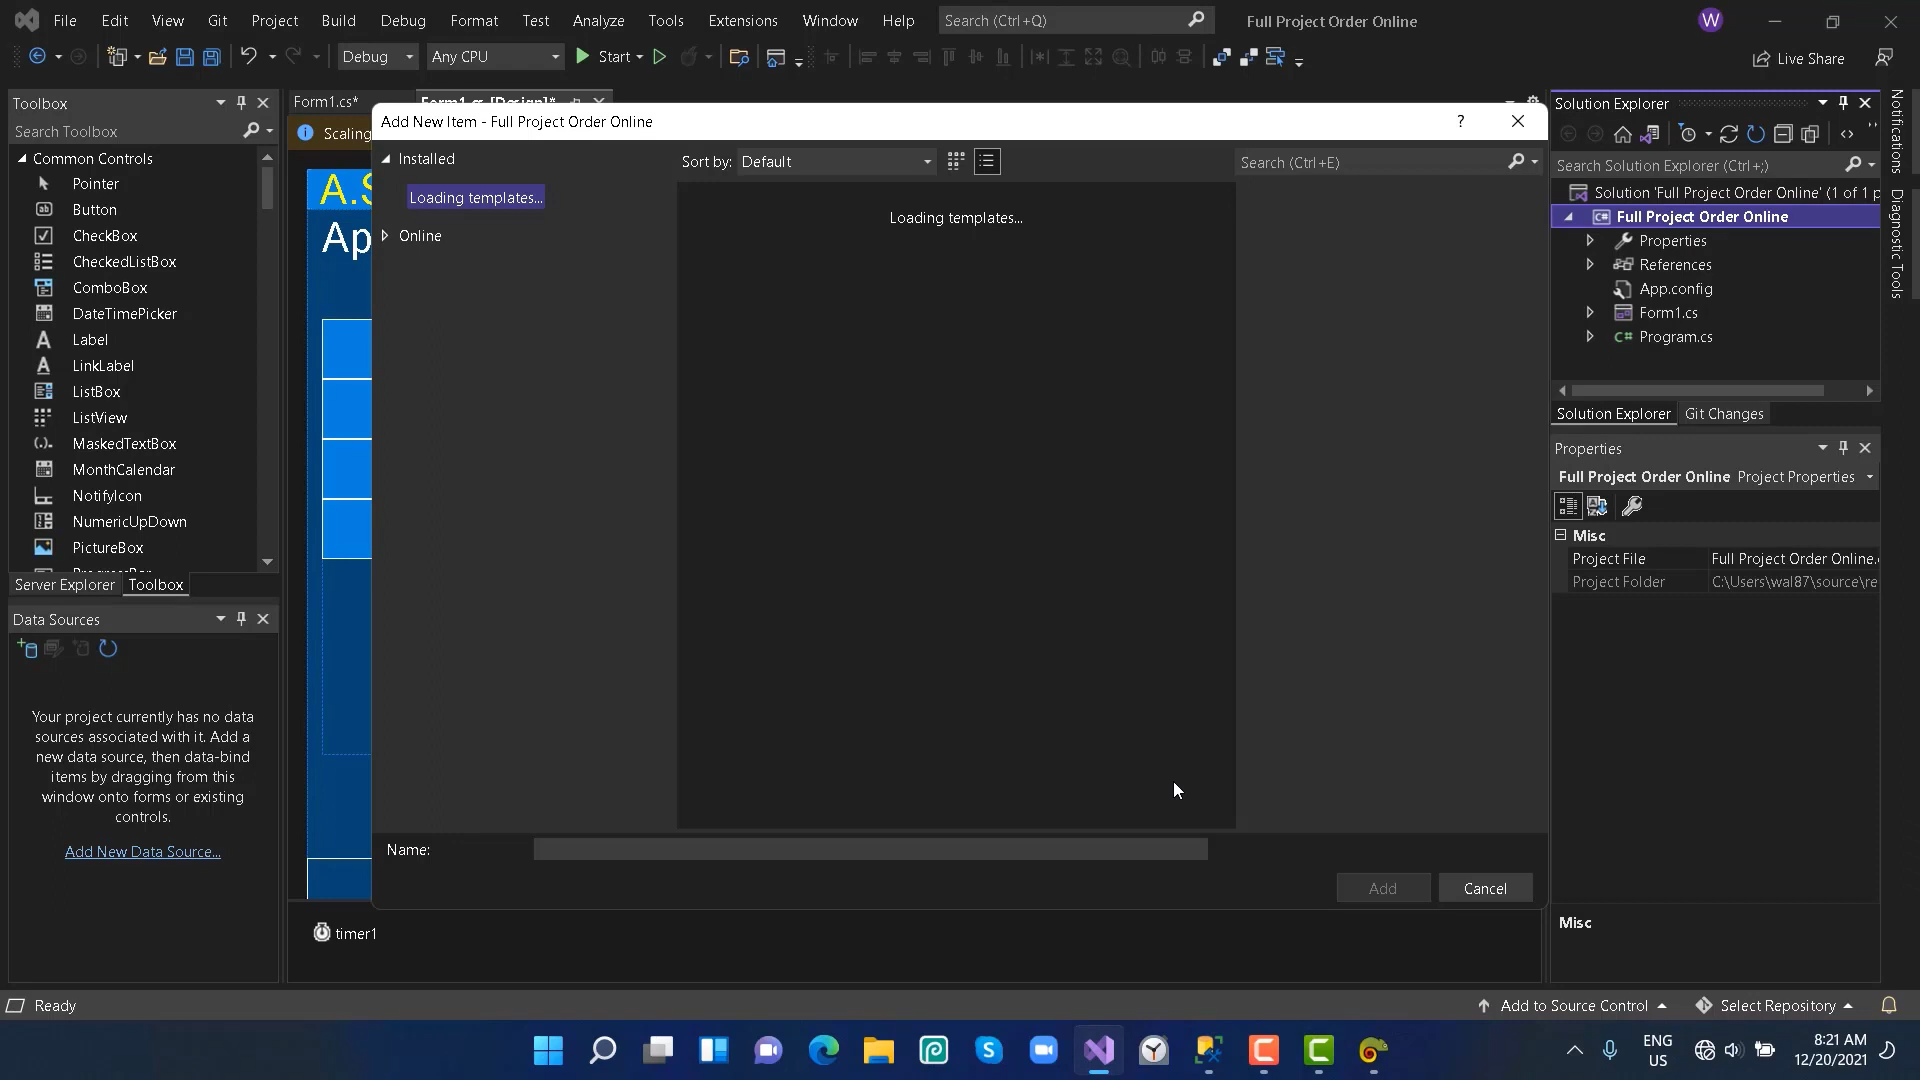 File Edit View Git Project Build Debug Format Test Analyze Tools Extensions Window Help Search (Ctrl+Q) Full Project Order Online W
Debug Any CPU Start Live Share
Toolbox
Search Toolbox
Common Controls
Pointer
Button
CheckBox
CheckedListBox
ComboBox
DateTimePicker
Label
LinkLabel
ListBox
ListView
MaskedTextBox
MonthCalendar
NotifyIcon
NumericUpDown
PictureBox
Server Explorer Toolbox
Data Sources
Your project currently has no data
sources associated with it. Add a
new data source, then data-bind
items by dragging from this
window onto forms or existing
controls.
Add New Data Source...
Form1.cs* Form1.cs [Design]*
Scaling
A.S
Ap
Add New Item - Full Project Order Online ?
Installed
Loading templates...
Online
Sort by: Default
Search (Ctrl+E)
Loading templates...
Name:
Add Cancel
timer1
Solution Explorer
Search Solution Explorer (Ctrl+;)
Solution 'Full Project Order Online' (1 of 1 p
C# Full Project Order Online
Properties
References
App.config
Form1.cs
C# Program.cs
Solution Explorer Git Changes
Properties
Full Project Order Online Project Properties
Misc
Project File Full Project Order Online.
Project Folder C:\Users\wal87\source\re
Misc
Notifications
Diagnostic Tools
Ready Add to Source Control Select Repository
ENG
US
8:21 AM
12/20/2021